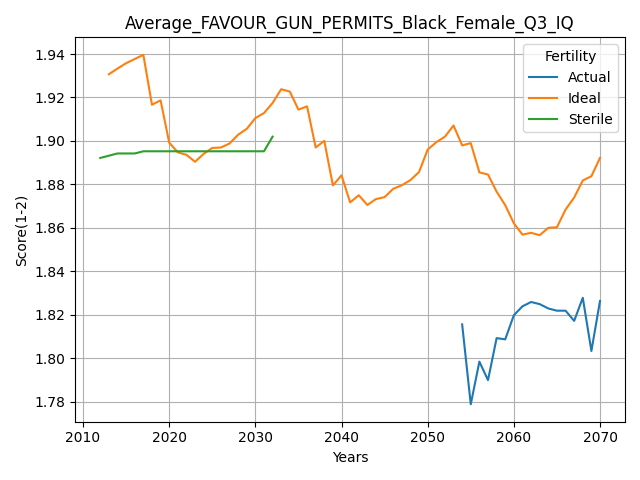 Average_FAVOUR_GUN_PERMITS_Black_Female_Q3_IQ
Score(1-2)
1.94
1.92
1.90
1.88
1.86
1.84
1.82
1.80
1.78
Fertility
Actual
Ideal
Sterile
2010 2020 2030 2040 2050 2060 2070
Years